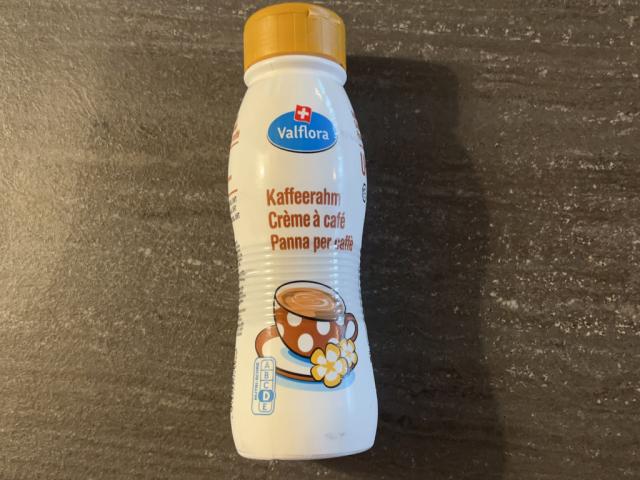 Valflora
Kaffeerahm
Crème à café
Panna per caffè
A
B
C
D
E